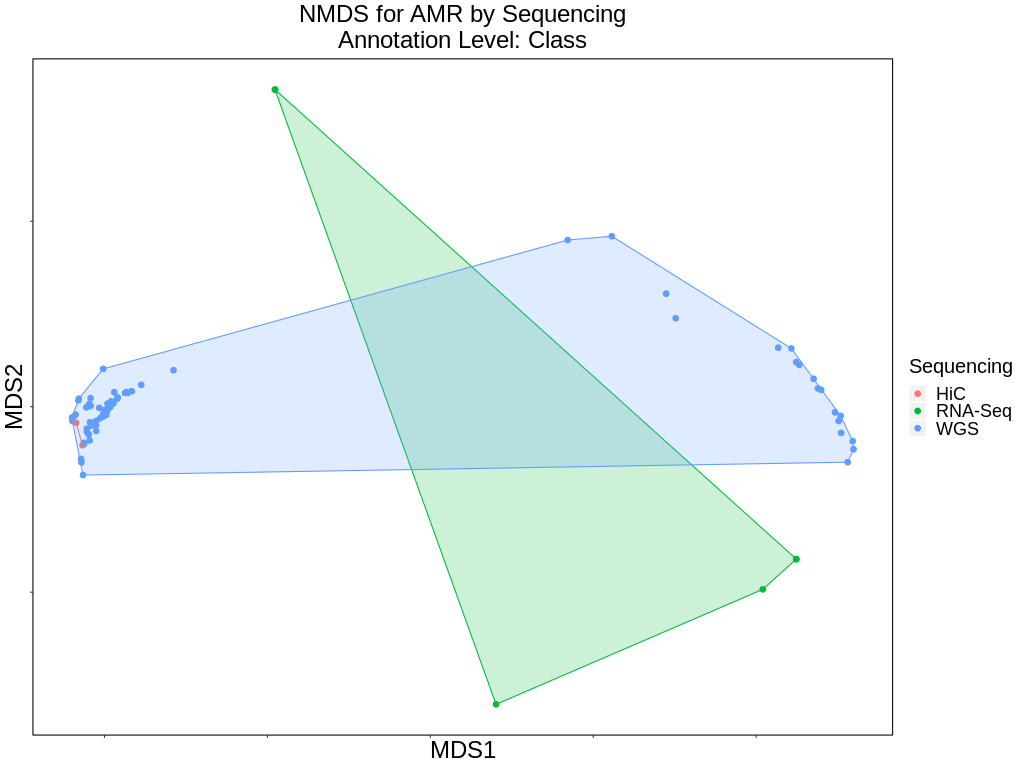 NMDS for AMR by Sequencing
Annotation Level: Class
MDS2
MDS1
Sequencing
HiC
RNA-Seq
WGS